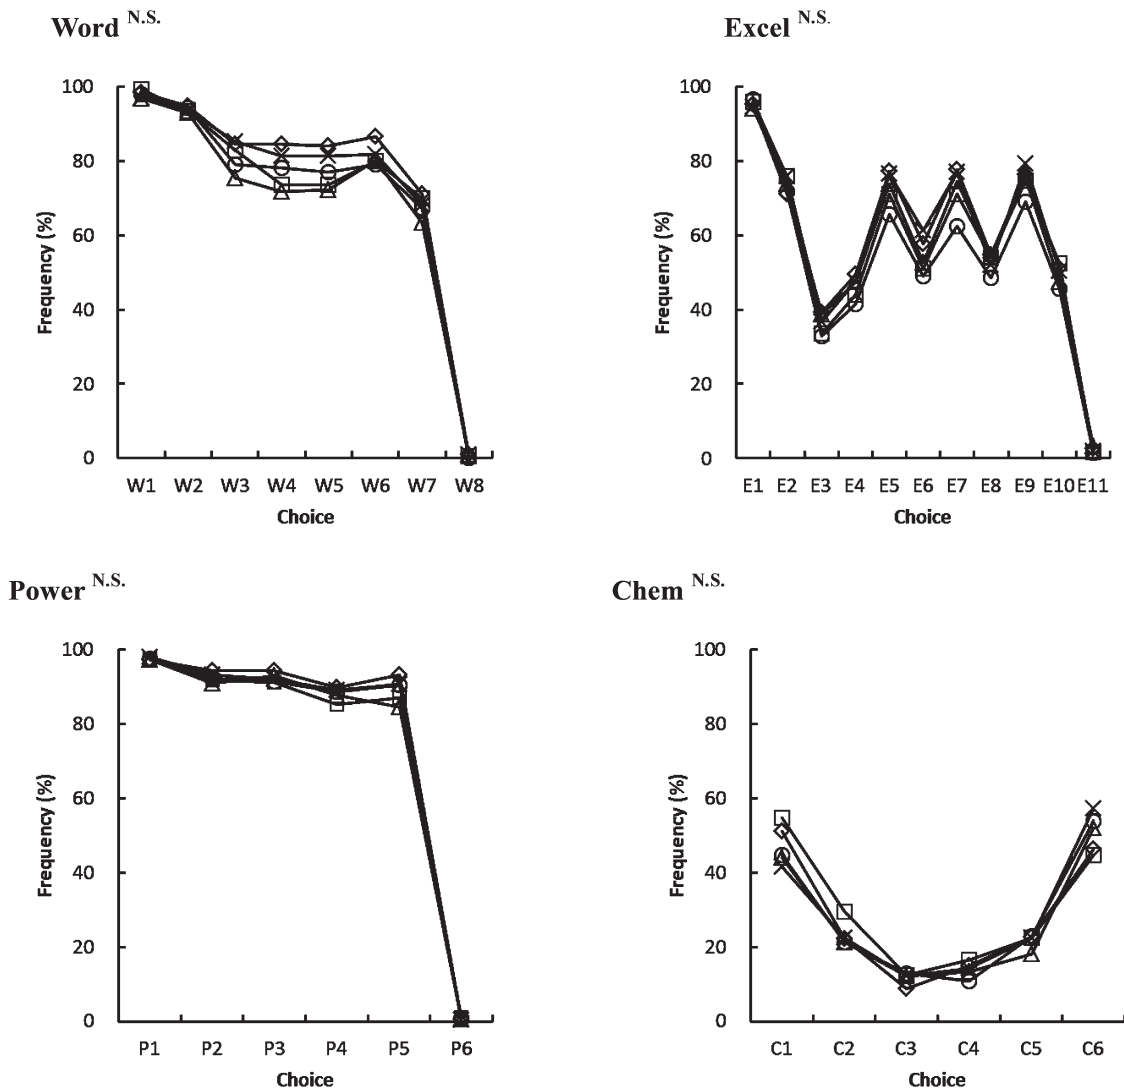 Word N.S.
Excel N.S.
100
80
60
40
20
0
Frequency (%)
W1 W2 W3 W4 W5 W6 W7 W8
Choice
100
80
60
40
20
0
Frequency (%)
E1 E2 E3 E4 E5 E6 E7 E8 E9 E10 E11
Choice
Power N.S.
Chem N.S.
100
80
60
40
20
0
Frequency (%)
P1 P2 P3 P4 P5 P6
Choice
100
80
60
40
20
0
Frequency (%)
C1 C2 C3 C4 C5 C6
Choice